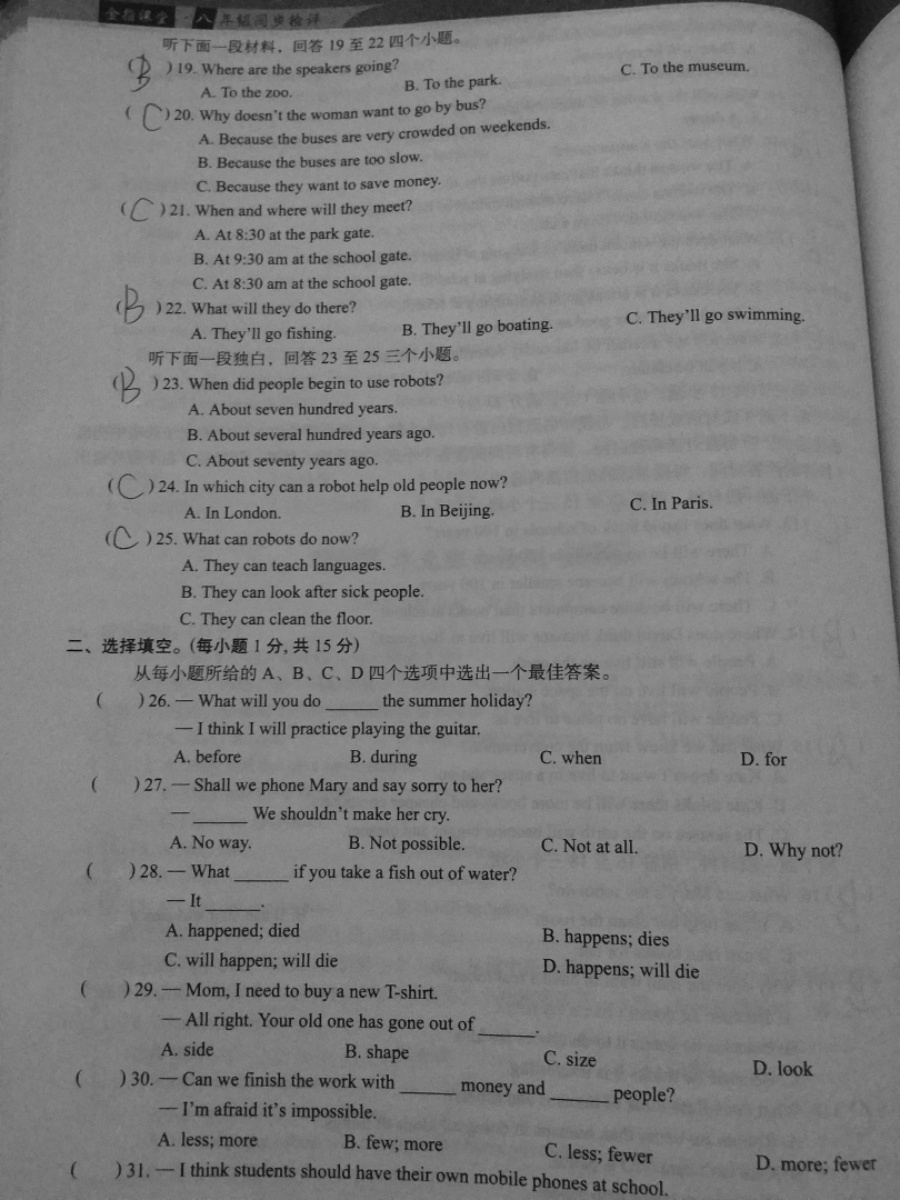 金指课堂·八年级同步检评
听下面一段材料，回答 19 至 22 四个小题。
( B ) 19. Where are the speakers going?
A. To the zoo. B. To the park. C. To the museum.
( C ) 20. Why doesn't the woman want to go by bus?
A. Because the buses are very crowded on weekends.
B. Because the buses are too slow.
C. Because they want to save money.
( C ) 21. When and where will they meet?
A. At 8:30 at the park gate.
B. At 9:30 am at the school gate.
C. At 8:30 am at the school gate.
( B ) 22. What will they do there?
A. They'll go fishing. B. They'll go boating. C. They'll go swimming.
听下面一段独白，回答 23 至 25 三个小题。
( B ) 23. When did people begin to use robots?
A. About seven hundred years.
B. About several hundred years ago.
C. About seventy years ago.
( C ) 24. In which city can a robot help old people now?
A. In London. B. In Beijing. C. In Paris.
( C ) 25. What can robots do now?
A. They can teach languages.
B. They can look after sick people.
C. They can clean the floor.
二、选择填空。(每小题 1 分, 共 15 分)
从每小题所给的 A、B、C、D 四个选项中选出一个最佳答案。
( ) 26. — What will you do ______ the summer holiday?
— I think I will practice playing the guitar.
A. before B. during C. when D. for
( ) 27. — Shall we phone Mary and say sorry to her?
— ______ We shouldn't make her cry.
A. No way. B. Not possible. C. Not at all. D. Why not?
( ) 28. — What ______ if you take a fish out of water?
— It ______.
A. happened; died B. happens; dies
C. will happen; will die D. happens; will die
( ) 29. — Mom, I need to buy a new T-shirt.
— All right. Your old one has gone out of ______.
A. side B. shape C. size D. look
( ) 30. — Can we finish the work with ______ money and ______ people?
— I'm afraid it's impossible.
A. less; more B. few; more C. less; fewer D. more; fewer
( ) 31. — I think students should have their own mobile phones at school.